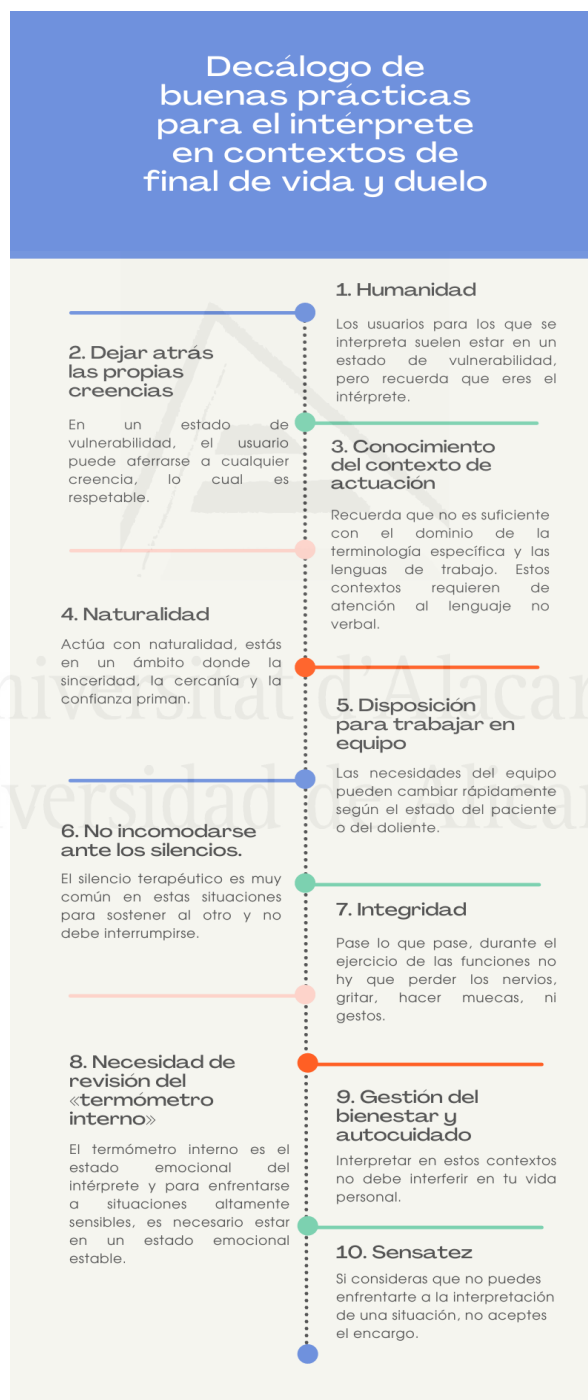 Decálogo de
buenas prácticas
para el intérprete
en contextos de
final de vida y duelo
1. Humanidad
Los usuarios para los que se
interpreta suelen estar en un
estado de vulnerabilidad,
pero recuerda que eres el
intérprete.
2. Dejar atrás
las propias
creencias
En un estado de
vulnerabilidad, el usuario
puede aferrarse a cualquier
creencia, lo cual es
respetable.
3. Conocimiento
del contexto de
actuación
Recuerda que no es suficiente
con el dominio de la
terminología específica y las
lenguas de trabajo. Estos
contextos requieren de
atención al lenguaje no
verbal.
4. Naturalidad
Actúa con naturalidad, estás
en un ámbito donde la
sinceridad, la cercanía y la
confianza priman.
5. Disposición
para trabajar en
equipo
Las necesidades del equipo
pueden cambiar rápidamente
según el estado del paciente
o del doliente.
6. No incomodarse
ante los silencios.
El silencio terapéutico es muy
común en estas situaciones
para sostener al otro y no
debe interrumpirse.
7. Integridad
Pase lo que pase, durante el
ejercicio de las funciones no
hy que perder los nervios,
gritar, hacer muecas, ni
gestos.
8. Necesidad de
revisión del
«termómetro
interno»
El termómetro interno es el
estado emocional del
intérprete y para enfrentarse
a situaciones altamente
sensibles, es necesario estar
en un estado emocional
estable.
9. Gestión del
bienestar y
autocuidado
Interpretar en estos contextos
no debe interferir en tu vida
personal.
10. Sensatez
Si consideras que no puedes
enfrentarte a la interpretación
de una situación, no aceptes
el encargo.
niversitat d'Alacan
versidad de Alican